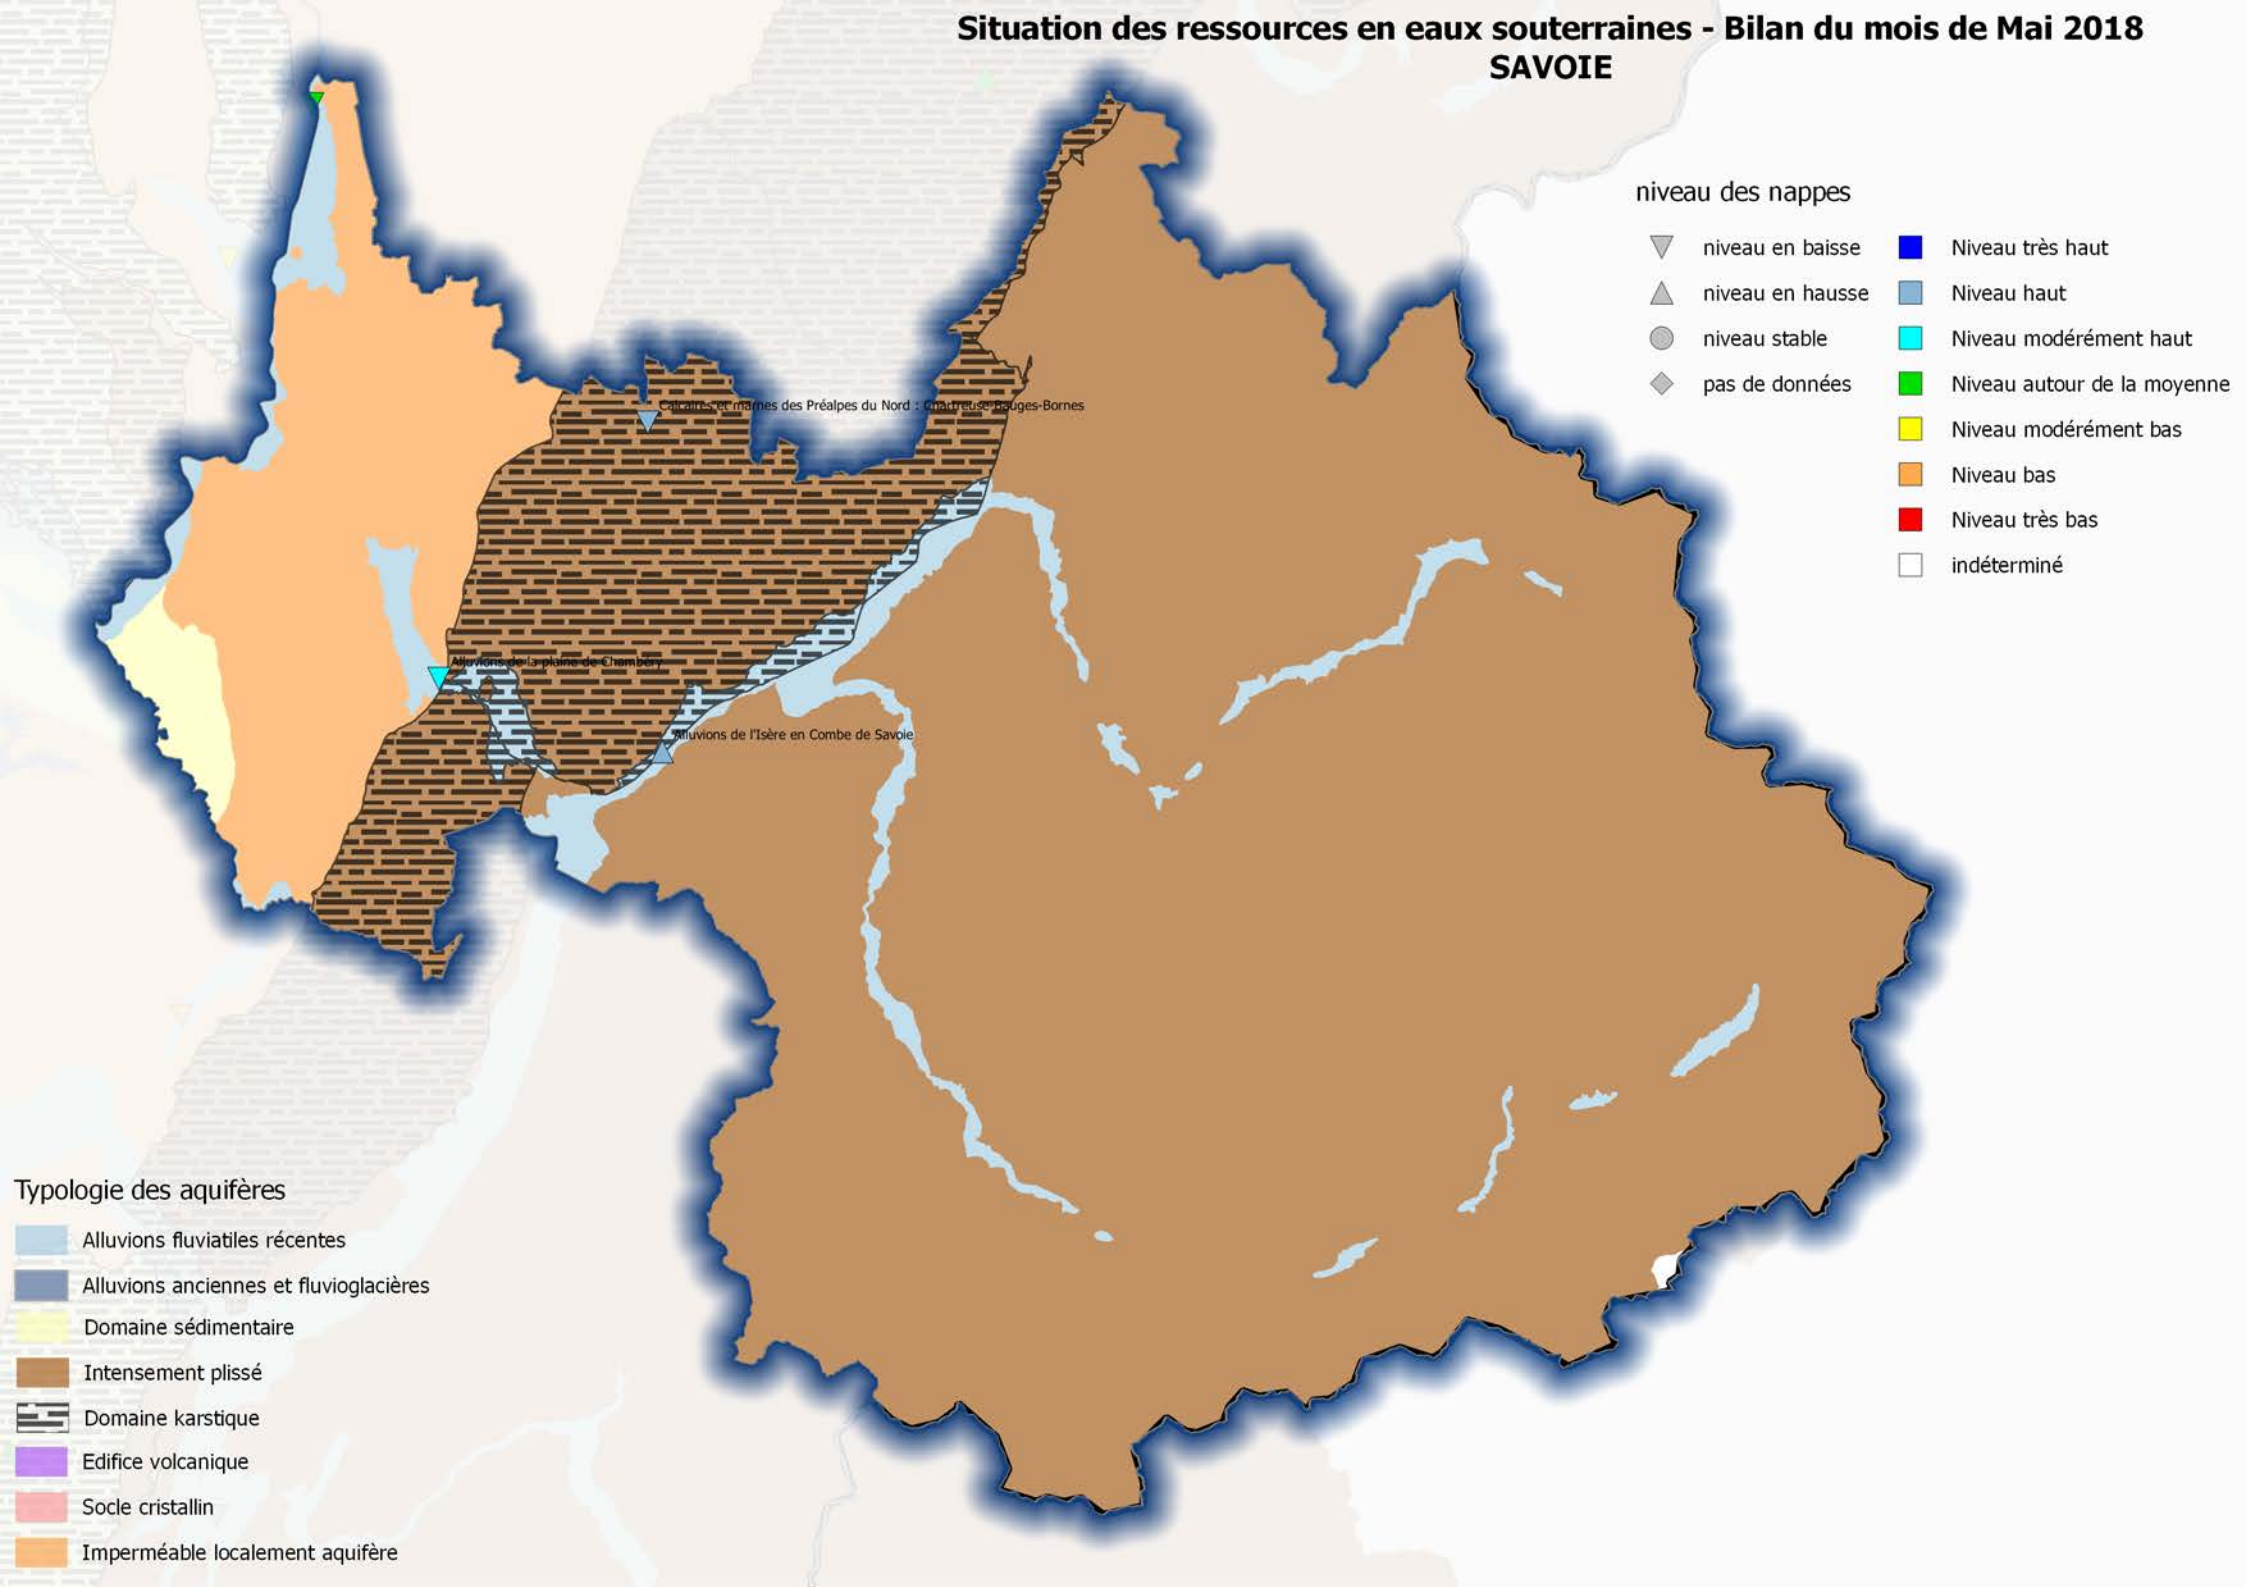 Situation des ressources en eaux souterraines - Bilan du mois de Mai 2018
SAVOIE
niveau des nappes
niveau en baisse
niveau en hausse
niveau stable
pas de données
Niveau très haut
Niveau haut
Niveau modérément haut
Niveau autour de la moyenne
Niveau modérément bas
Niveau bas
Niveau très bas
indéterminé
Calcaires et marnes des Préalpes du Nord : Chartreuse-Bauges-Bornes
Alluvions de la plaine de Chambéry
Alluvions de l'Isère en Combe de Savoie
Typologie des aquifères
Alluvions fluviatiles récentes
Alluvions anciennes et fluvioglacières
Domaine sédimentaire
Intensement plissé
Domaine karstique
Edifice volcanique
Socle cristallin
Imperméable localement aquifère